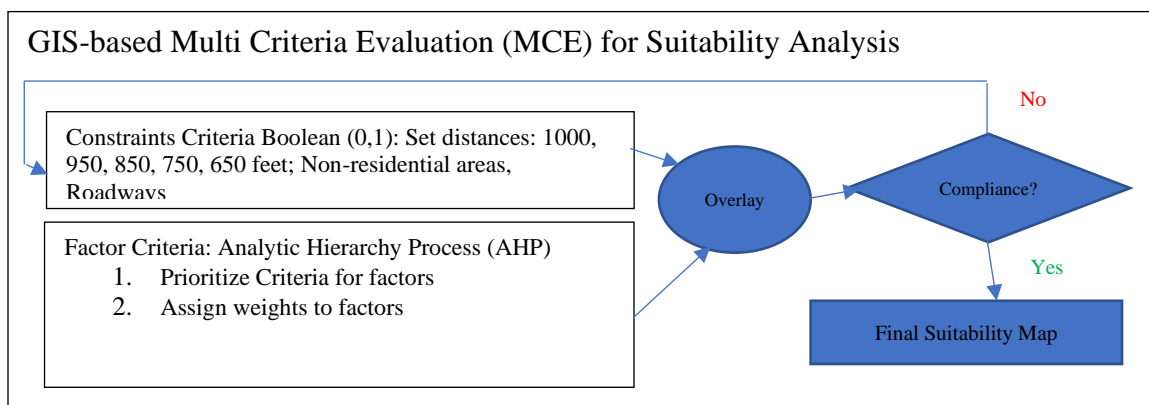 GIS-based Multi Criteria Evaluation (MCE) for Suitability Analysis
No
Constraints Criteria Boolean (0,1): Set distances: 1000,
950, 850, 750, 650 feet; Non-residential areas,
Roadways
Overlay
Compliance?
Factor Criteria: Analytic Hierarchy Process (AHP)
1. Prioritize Criteria for factors
2. Assign weights to factors
Yes
Final Suitability Map